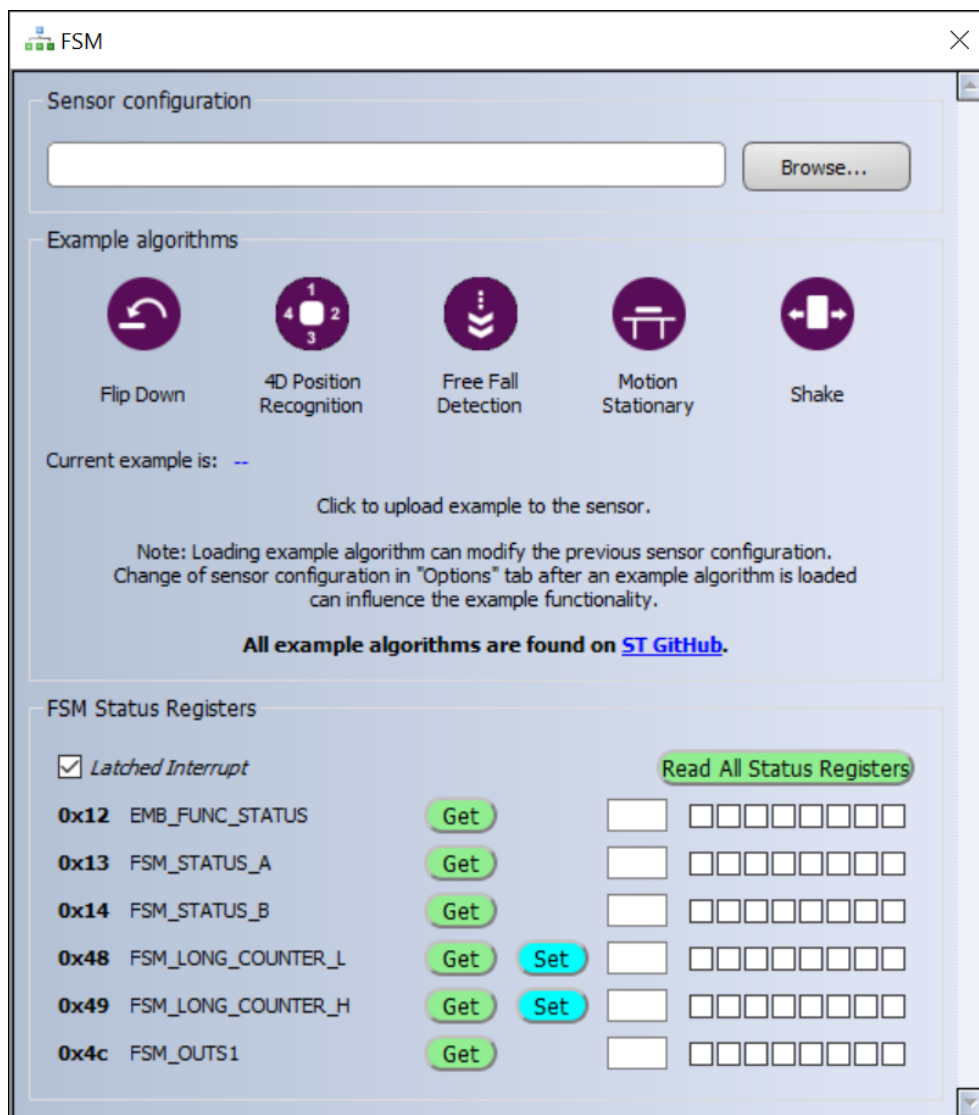 FSM
Sensor configuration
Browse...
Example algorithms
1
4 2
3
Flip Down
4D Position
Recognition
Free Fall
Detection
Motion
Stationary
Shake
Current example is: --
Click to upload example to the sensor.
Note: Loading example algorithm can modify the previous sensor configuration.
Change of sensor configuration in "Options" tab after an example algorithm is loaded
can influence the example functionality.
All example algorithms are found on ST GitHub.
FSM Status Registers
Latched Interrupt
Read All Status Registers
0x12 EMB_FUNC_STATUS Get
0x13 FSM_STATUS_A Get
0x14 FSM_STATUS_B Get
0x48 FSM_LONG_COUNTER_L Get Set
0x49 FSM_LONG_COUNTER_H Get Set
0x4c FSM_OUTS1 Get